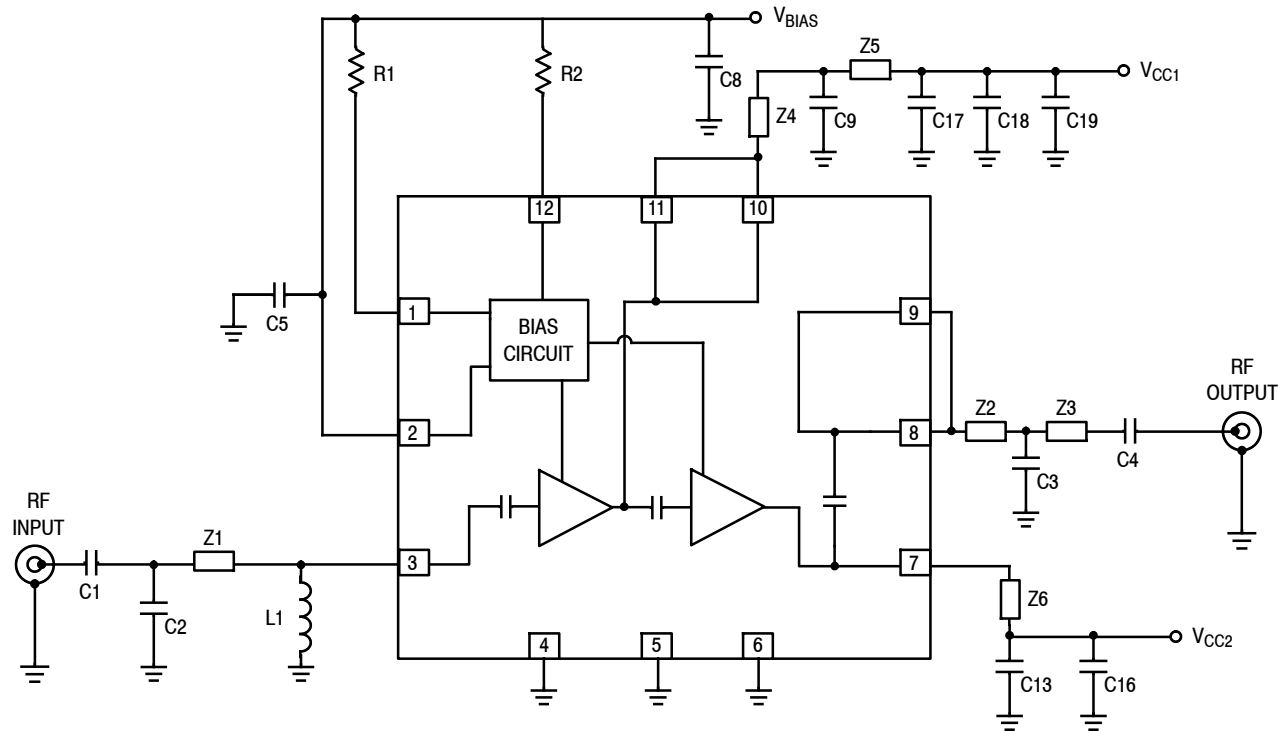 VBIAS
R1
R2
C8
Z5
VCC1
Z4
C9
C17
C18
C19
12
11
10
C5
1
BIAS
CIRCUIT
9
2
8
Z2
Z3
C4
C3
RF
OUTPUT
RF
INPUT
C1
Z1
C2
L1
3
7
Z6
4
5
6
VCC2
C13
C16